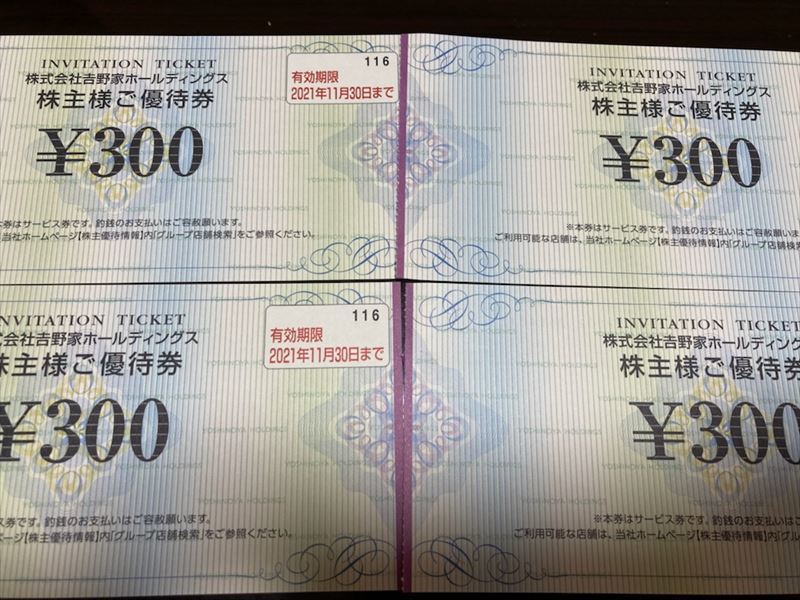 INVITATION TICKET
株式会社吉野家ホールディングス
株主様ご優待券
¥300
116
有効期限
2021年11月30日まで
本券はサービス券です。釣銭のお支払いはご容赦願います。
当社ホームページ【株主優待情報】内「グループ店舗検索」をご参照ください。
INVITATION TICKET
株式会社吉野家ホールディングス
株主様ご優待券
¥300
※本券はサービス券です。釣銭のお支払いはご容赦願いま
ご利用可能な店舗は、当社ホームページ【株主優待情報】内「グループ店舗検索
INVITATION TICKET
式会社吉野家ホールディングス
株主様ご優待券
¥300
116
有効期限
2021年11月30日まで
ス券です。釣銭のお支払いはご容赦願います。
ページ【株主優待情報】内「グループ店舗検索」をご参照ください。
INVITATION TICKET
株式会社吉野家ホールディング
株主様ご優待券
¥300
※本券はサービス券です。釣銭のお支払いはご容
ご利用可能な店舗は、当社ホームページ【株主優待情報】内「グループ
YOSHINOYA HOLDINGS